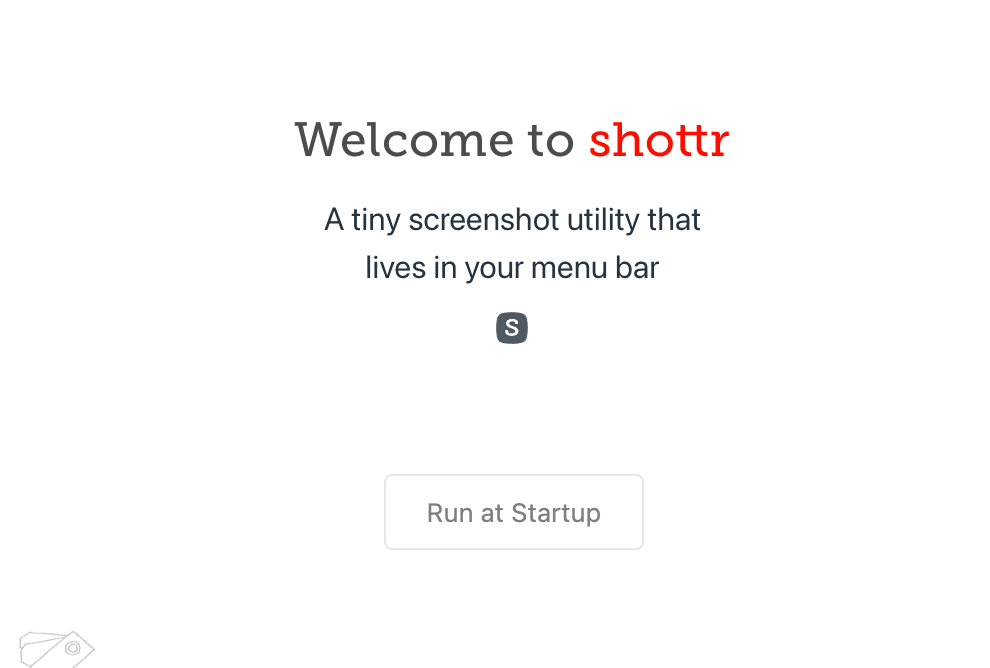 Welcome to shottr
A tiny screenshot utility that
lives in your menu bar
S
Run at Startup